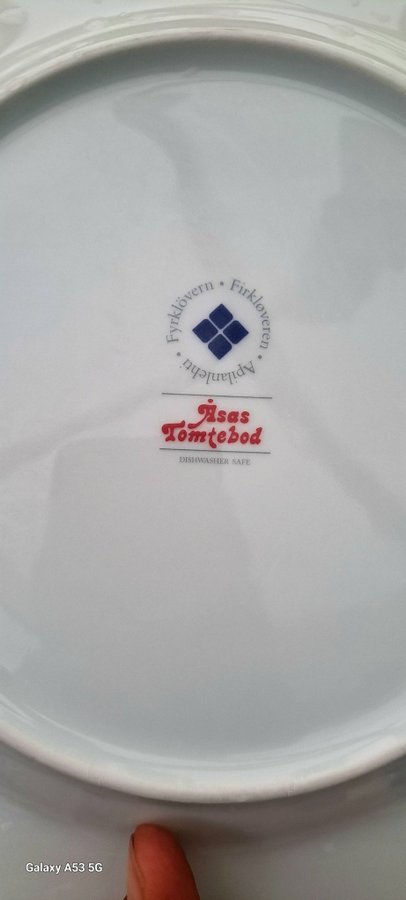 Fyrklövern • Firkløveren • Apilanlehti •
Åsas
Tomtebod
DISHWASHER SAFE
Galaxy A53 5G